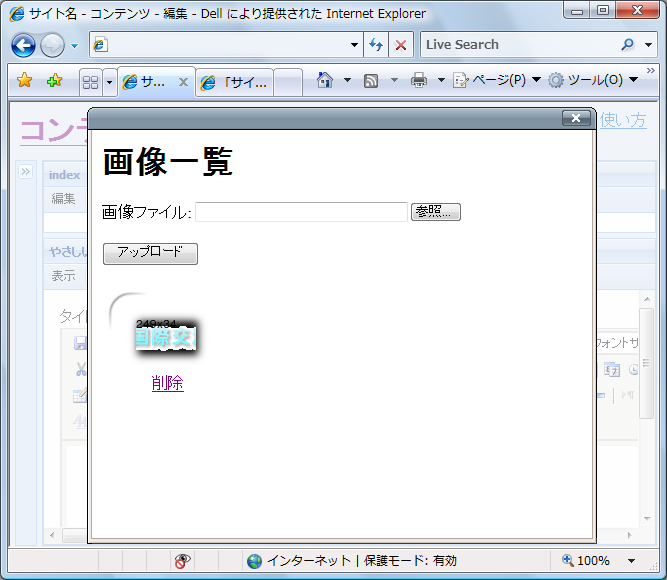 サイト名 - コンテンツ - 編集 - Dell により提供された Internet Explorer
Live Search
サ...
「サイ...
ページ(P)
ツール(O)
コンテ
使い方
index
編集
やさしい
表示
タイ
画像一覧
画像ファイル:
参照...
アップロード
249x34
国際交
削除
フォントサ
インターネット | 保護モード: 有効
100%